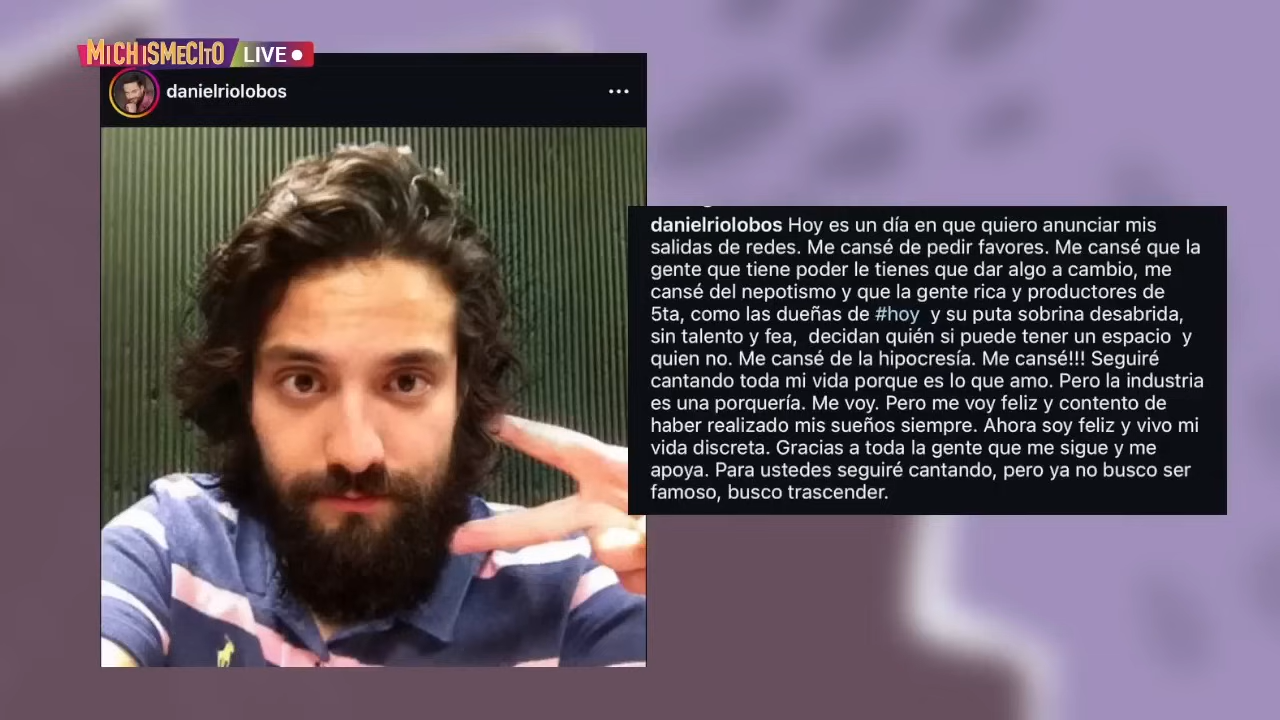 MICHISMECITO LIVE
danielriolobos
danielriolobos Hoy es un día en que quiero anunciar mis
salidas de redes. Me cansé de pedir favores. Me cansé que la
gente que tiene poder le tienes que dar algo a cambio, me
cansé del nepotismo y que la gente rica y productores de
5ta, como las dueñas de #hoy y su puta sobrina desabrida,
sin talento y fea, decidan quién si puede tener un espacio y
quien no. Me cansé de la hipocresía. Me cansé!!! Seguiré
cantando toda mi vida porque es lo que amo. Pero la industria
es una porquería. Me voy. Pero me voy feliz y contento de
haber realizado mis sueños siempre. Ahora soy feliz y vivo mi
vida discreta. Gracias a toda la gente que me sigue y me
apoya. Para ustedes seguiré cantando, pero ya no busco ser
famoso, busco trascender.